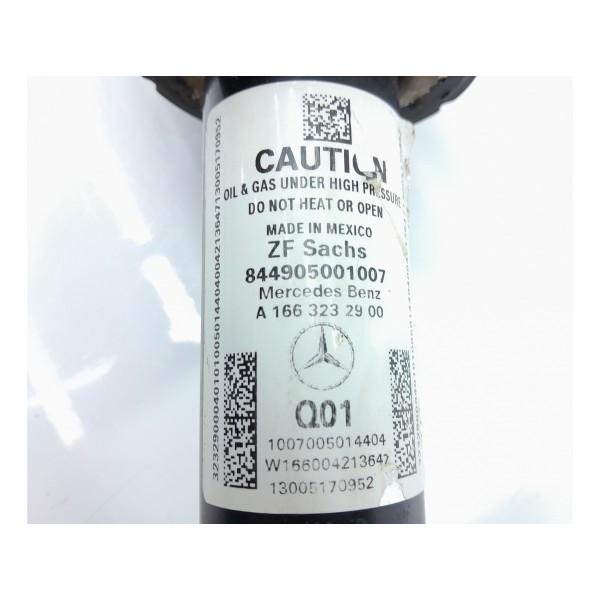 CAUTION
OIL & GAS UNDER HIGH PRESSURE
DO NOT HEAT OR OPEN
MADE IN MEXICO
ZF Sachs
844905001007
Mercedes Benz
A 166 323 29 00
Q01
1007005014404
W166004213647
13005170952